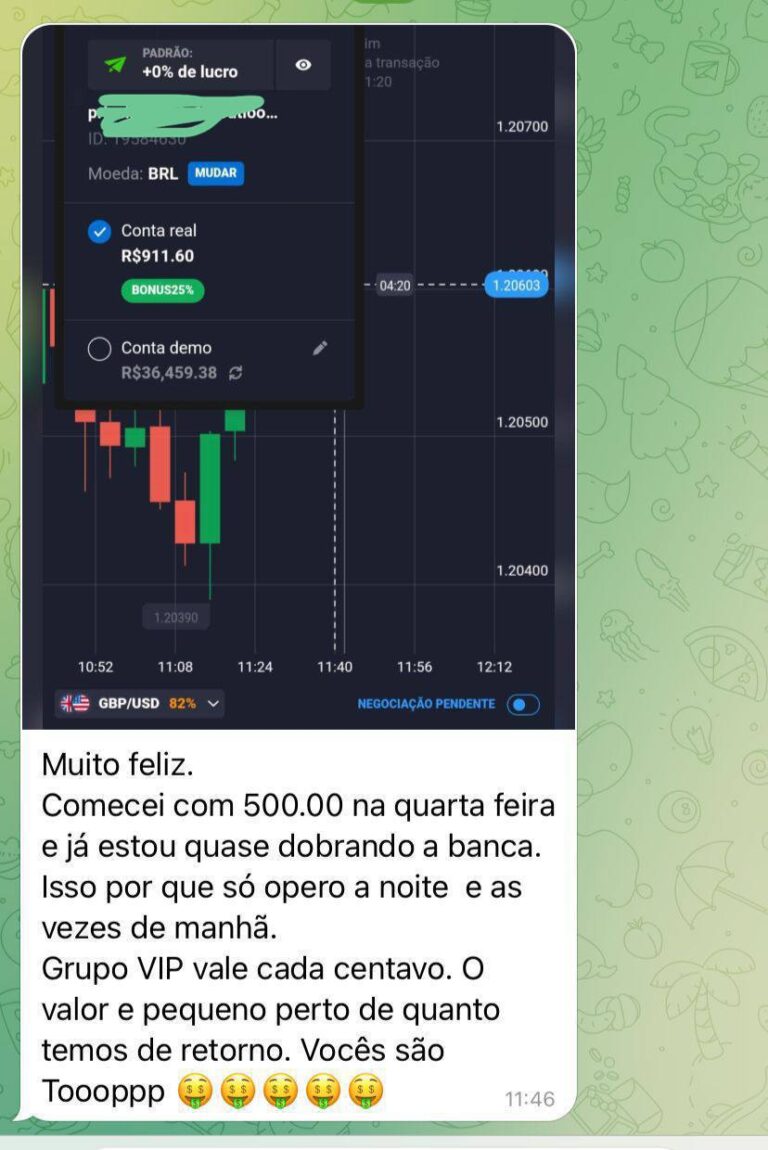 PADRÃO:
+0% de lucro
a transação
1:20
ID: 19584630
Moeda: BRL MUDAR
Conta real
R$911.60
BONUS25%
Conta demo
R$36,459.38
1.20700
04:20
1.20603
1.20500
1.20400
1.20390
10:52 11:08 11:24 11:40 11:56 12:12
GBP/USD 82%
NEGOCIAÇÃO PENDENTE
Muito feliz.
Comecei com 500.00 na quarta feira
e já estou quase dobrando a banca.
Isso por que só opero a noite e as
vezes de manhã.
Grupo VIP vale cada centavo. O
valor e pequeno perto de quanto
temos de retorno. Vocês são
Toooppp 🤑🤑🤑🤑🤑
11:46